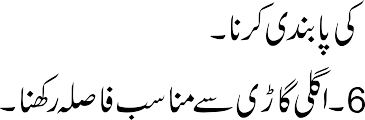 کی پابندی کرنا۔
6۔اگلی گاڑی سے مناسب فاصلہ رکھنا۔